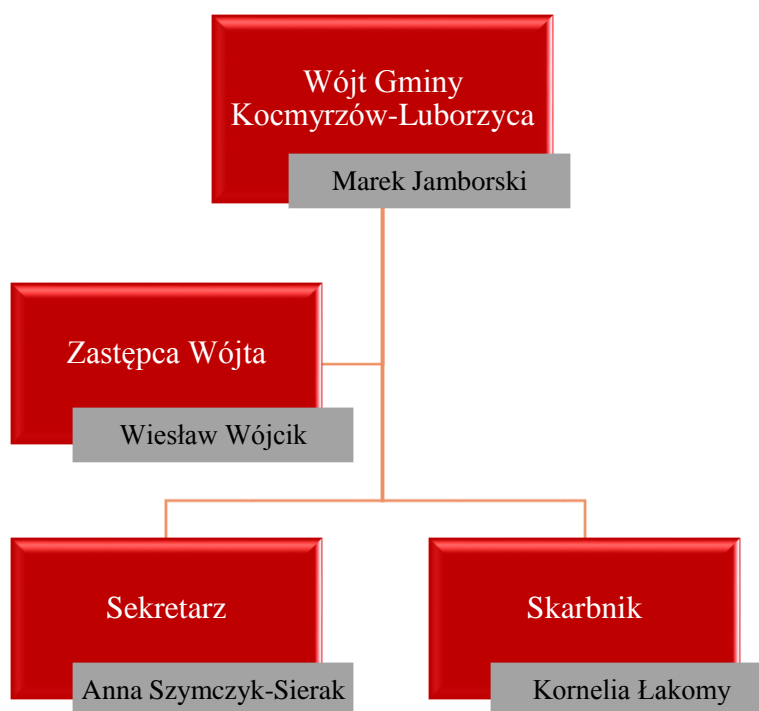 Wójt Gminy
Kocmyrzów-Luborzyca
Marek Jamborski
Zastępca Wójta
Wiesław Wójcik
Sekretarz
Anna Szymczyk-Sierak
Skarbnik
Kornelia Łakomy